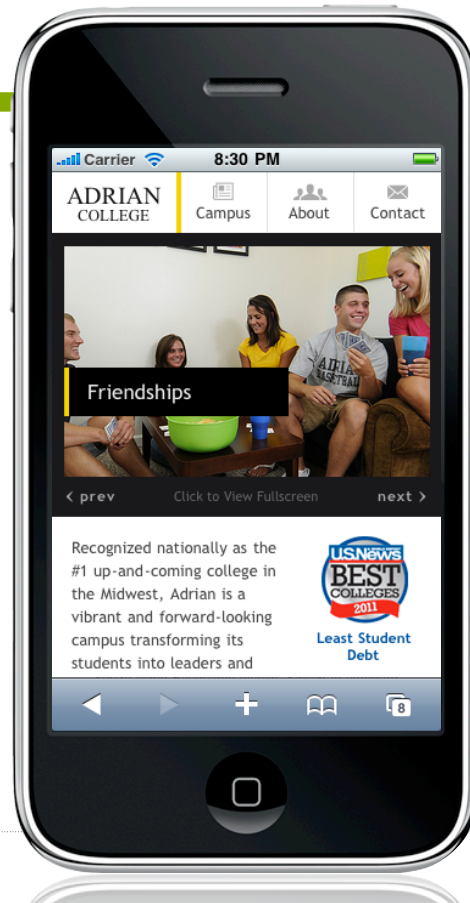 Carrier 8:30 PM
ADRIAN
COLLEGE
Campus About Contact
ADRIAN
BASKETBALL
Friendships
‹ prev Click to View Fullscreen next ›
Recognized nationally as the
#1 up-and-coming college in
the Midwest, Adrian is a
vibrant and forward-looking
campus transforming its
students into leaders and
U.S.News
BEST
COLLEGES
2011
Least Student
Debt
8